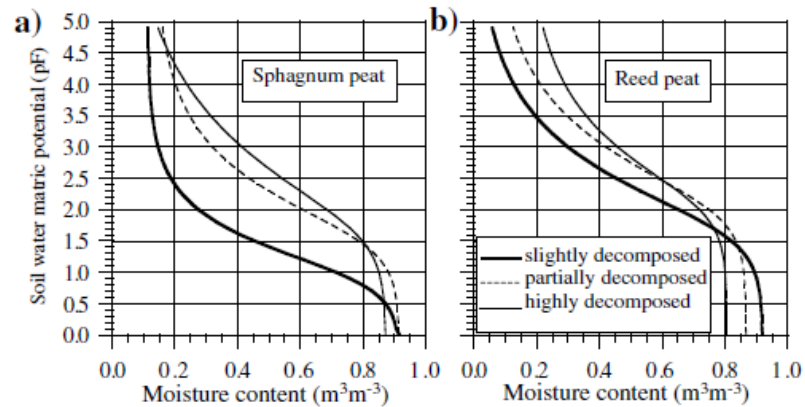 a)
b)
Soil water matric potential (pF)
5.0
4.5
4.0
3.5
3.0
2.5
2.0
1.5
1.0
0.5
0.0
Sphagnum peat
Reed peat
slightly decomposed
partially decomposed
highly decomposed
0.0 0.2 0.4 0.6 0.8 1.0
0.0 0.2 0.4 0.6 0.8 1.0
Moisture content (m³m⁻³)
Moisture content (m³m⁻³)